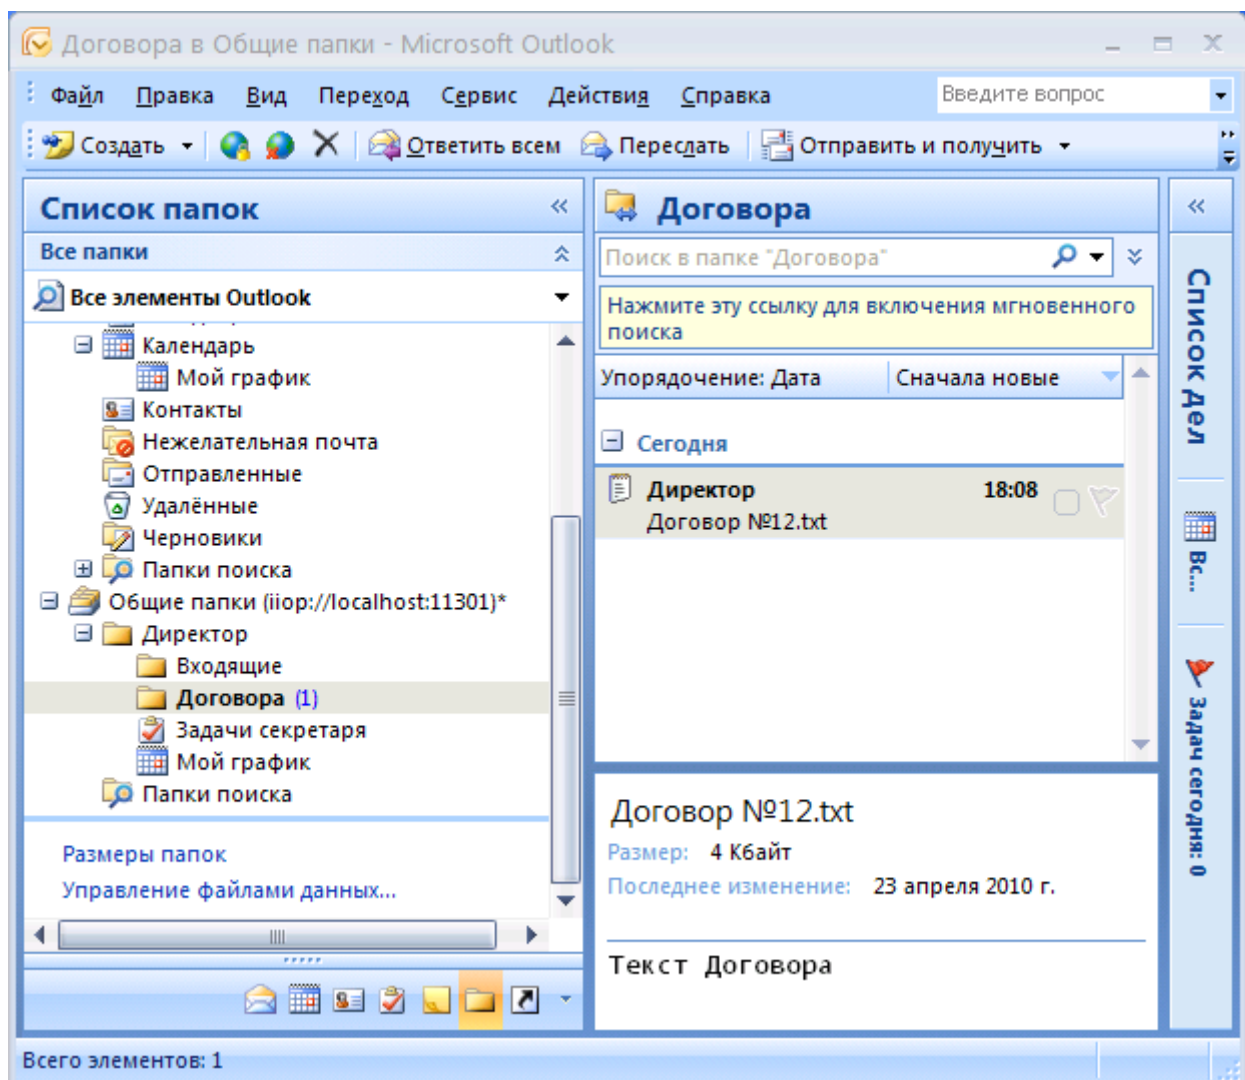 Договора в Общие папки - Microsoft Outlook
Файл Правка Вид Переход Сервис Действия Справка Введите вопрос
Создать Ответить всем Переслать Отправить и получить
Список папок
Все папки
Все элементы Outlook
Календарь
Мой график
Контакты
Нежелательная почта
Отправленные
Удалённые
Черновики
Папки поиска
Общие папки (iiop://localhost:11301)*
Директор
Входящие
Договора (1)
Задачи секретаря
Мой график
Папки поиска
Размеры папок
Управление файлами данных...
Договора
Поиск в папке "Договора"
Нажмите эту ссылку для включения мгновенного
поиска
Упорядочение: Дата Сначала новые
Сегодня
Директор 18:08
Договор №12.txt
Договор №12.txt
Размер: 4 Кбайт
Последнее изменение: 23 апреля 2010 г.
Текст Договора
Список дел
Вс...
Задач сегодня: 0
Всего элементов: 1